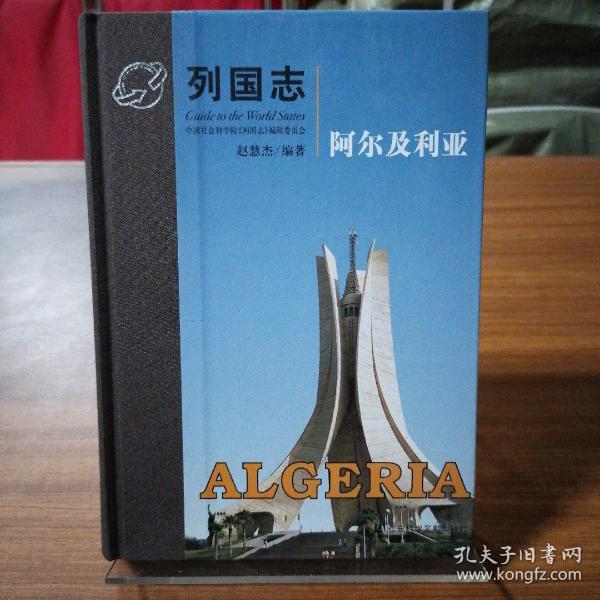 列国志
Guide to the World States
中国社会科学院《列国志》编辑委员会
赵慧杰/编著
阿尔及利亚
ALGERIA
孔夫子旧书网
www.kongfz.com